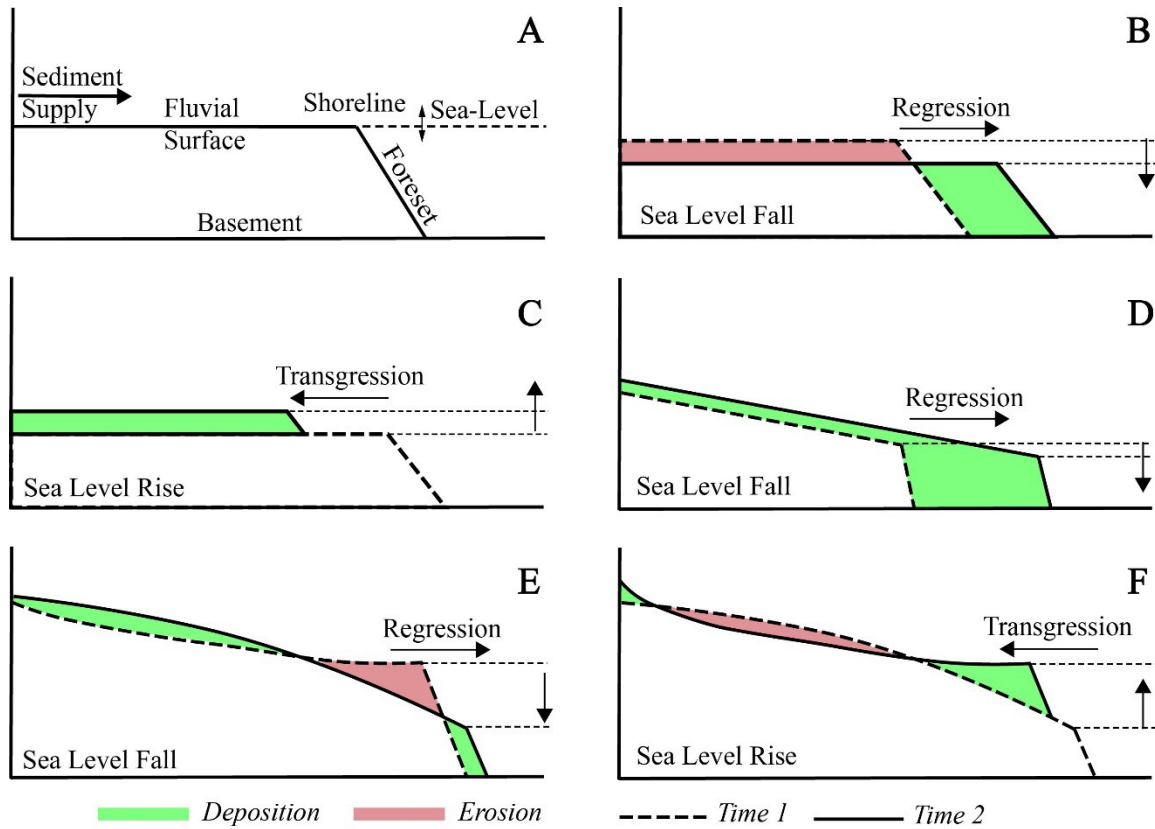 A
Sediment
Supply
Fluvial
Surface
Shoreline
Sea-Level
Foreset
Basement
B
Regression
Sea Level Fall
C
Transgression
Sea Level Rise
D
Regression
Sea Level Fall
E
Regression
Sea Level Fall
F
Transgression
Sea Level Rise
Deposition
Erosion
Time 1
Time 2